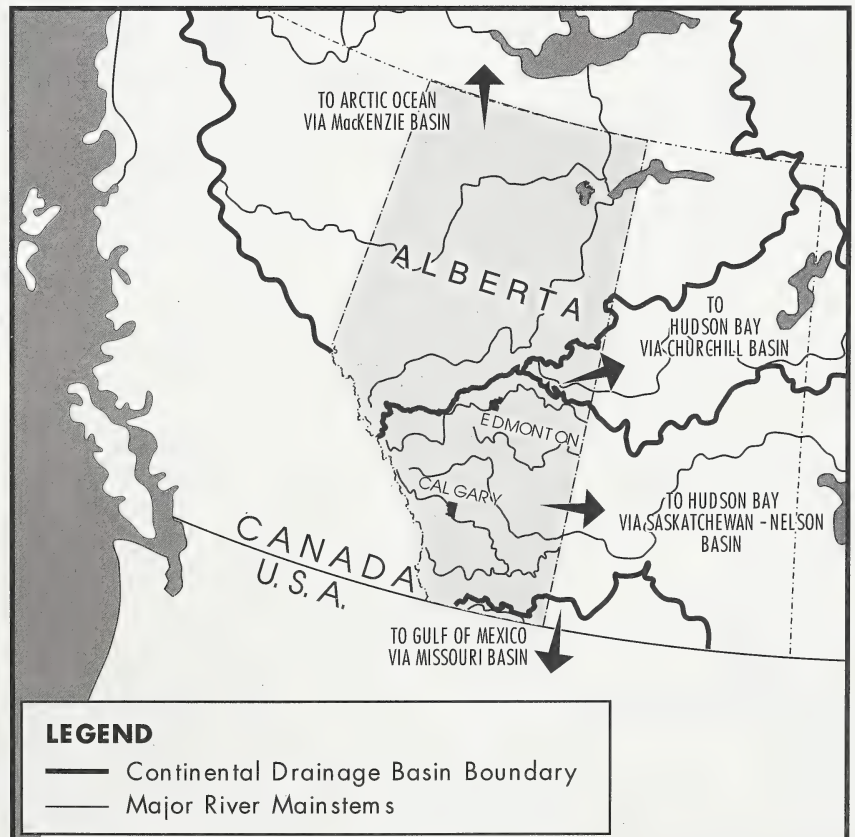 TO ARCTIC OCEAN
VIA MacKENZIE BASIN
ALBERTA
TO
HUDSON BAY
VIA CHURCHILL BASIN
EDMONTON
CALGARY
TO HUDSON BAY
VIA SASKATCHEWAN - NELSON
BASIN
CANADA
U.S.A.
TO GULF OF MEXICO
VIA MISSOURI BASIN
LEGEND
Continental Drainage Basin Boundary
Major River Mainstems